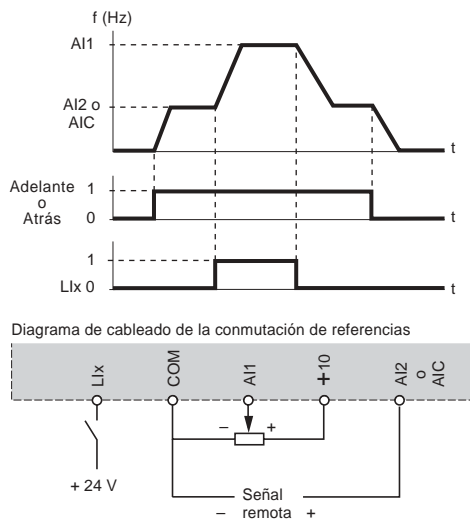 f (Hz)
AI1
AI2 o
AIC
t
Adelante
o
Atrás
1
0
t
1
LIx 0
t
Diagrama de cableado de la conmutación de referencias
LIx
COM
AI1
+10
AI2
o
AIC
– +
+ 24 V
– Señal remota +